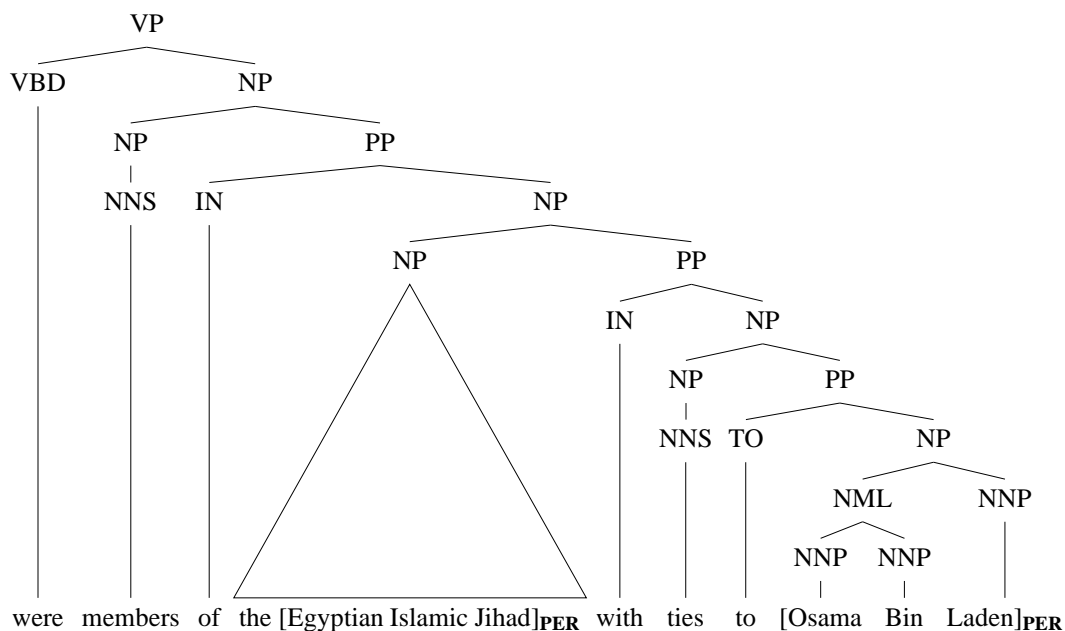 VP
VBD NP
NP PP
NNS IN NP
NP PP
IN NP
NP PP
NNS TO NP
NML NNP
NNP NNP
were members of the [Egyptian Islamic Jihad]PER with ties to [Osama Bin Laden]PER